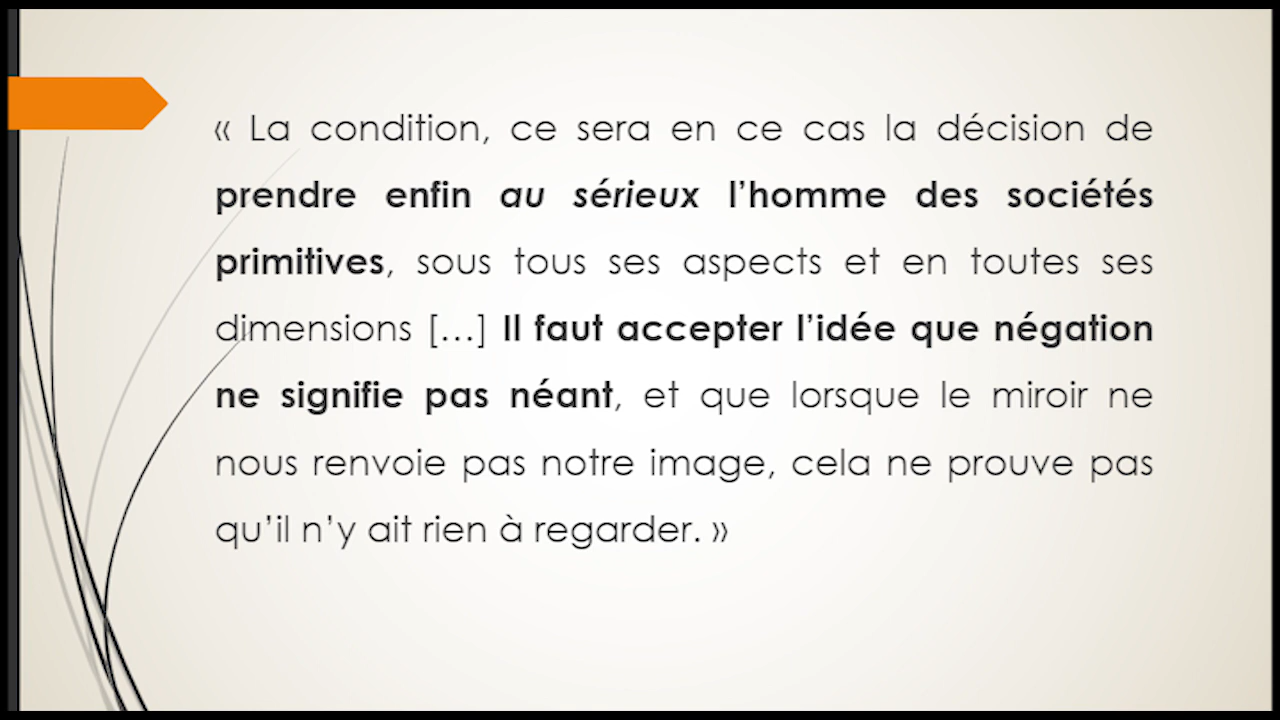 « La condition, ce sera en ce cas la décision de
prendre enfin au sérieux l’homme des sociétés
primitives, sous tous ses aspects et en toutes ses
dimensions […] Il faut accepter l’idée que négation
ne signifie pas néant, et que lorsque le miroir ne
nous renvoie pas notre image, cela ne prouve pas
qu’il n’y ait rien à regarder. »